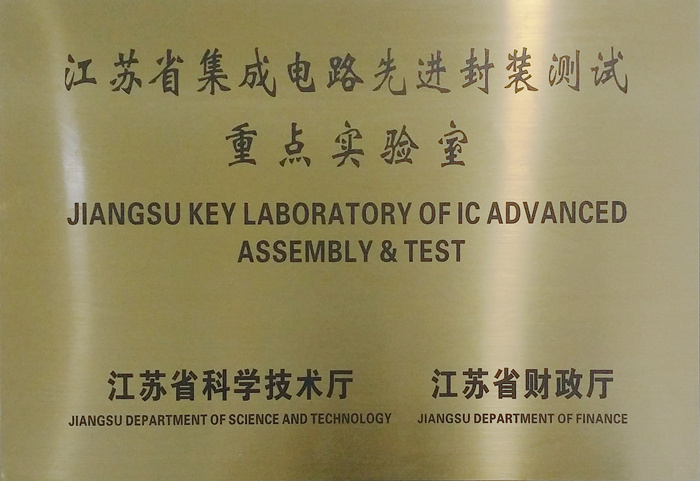 江苏省集成电路先进封装测试
重点实验室
JIANGSU KEY LABORATORY OF IC ADVANCED
ASSEMBLY & TEST
江苏省科学技术厅
JIANGSU DEPARTMENT OF SCIENCE AND TECHNOLOGY
江苏省财政厅
JIANGSU DEPARTMENT OF FINANCE